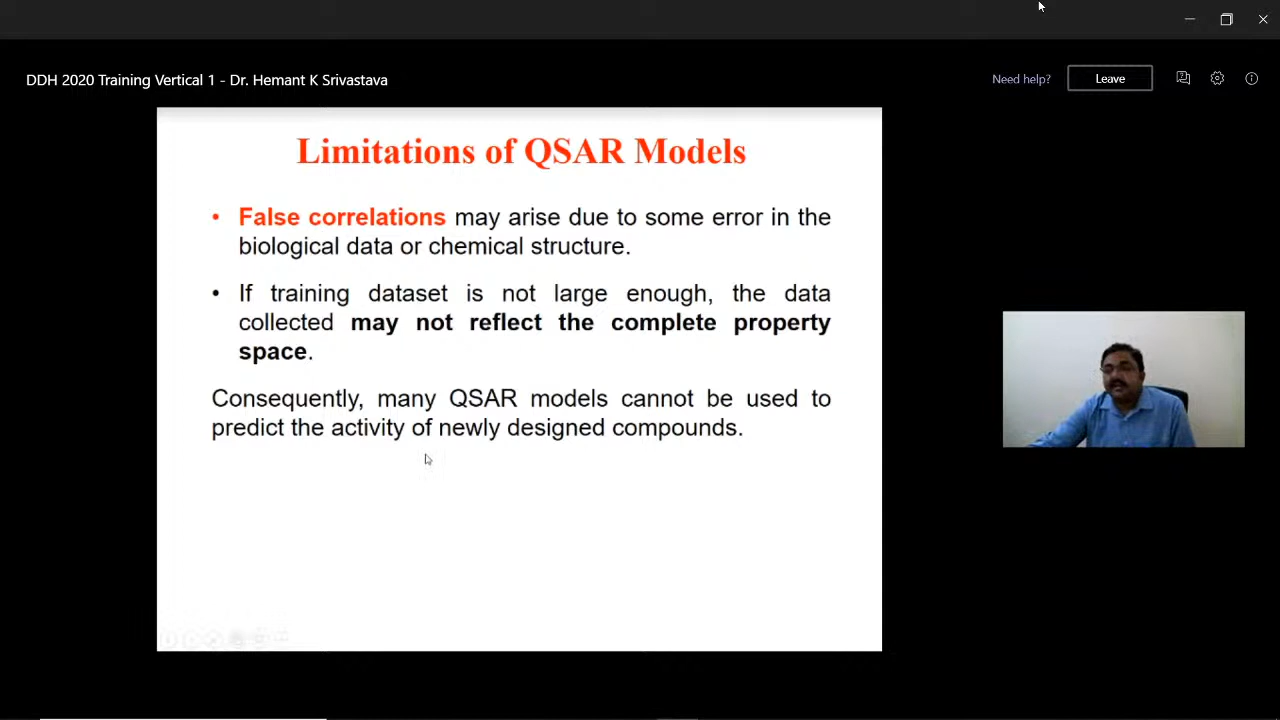 DDH 2020 Training Vertical 1 - Dr. Hemant K Srivastava
Need help?
Leave
Limitations of QSAR Models
• False correlations may arise due to some error in the
biological data or chemical structure.
• If training dataset is not large enough, the data
collected may not reflect the complete property
space.
Consequently, many QSAR models cannot be used to
predict the activity of newly designed compounds.